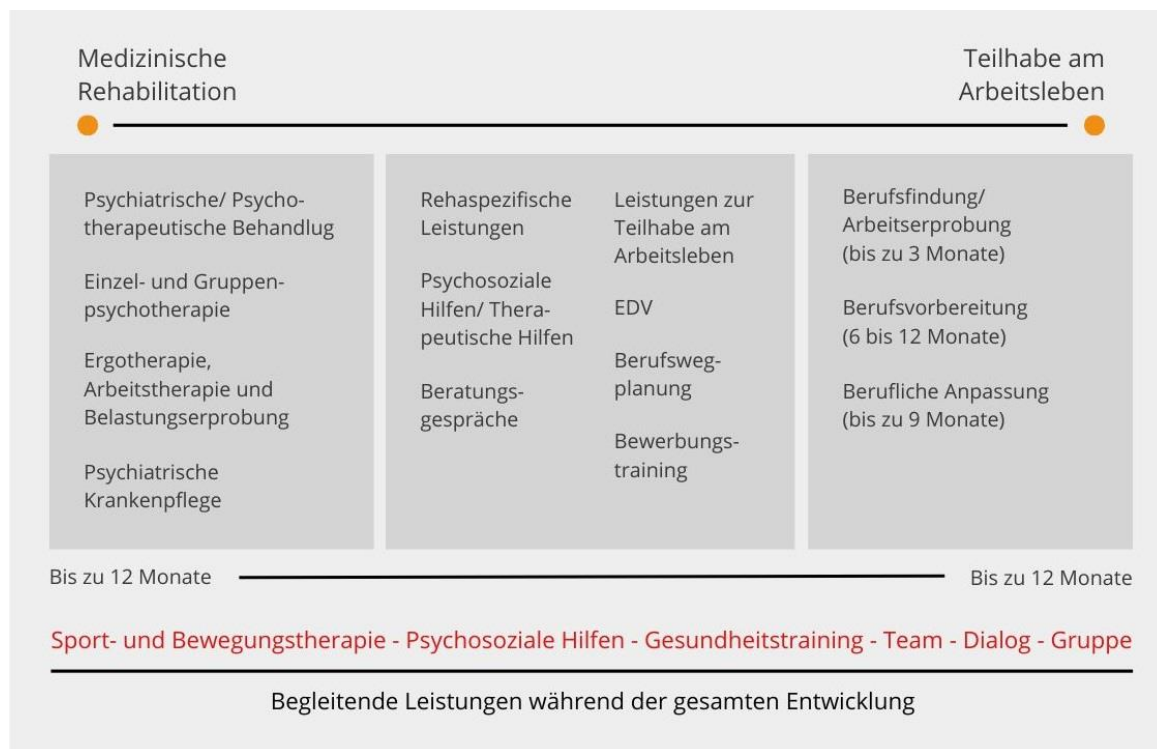 Medizinische
Rehabilitation
Teilhabe am
Arbeitsleben
Psychiatrische/ Psycho-
therapeutische Behandlug
Einzel- und Gruppen-
psychotherapie
Ergotherapie,
Arbeitstherapie und
Belastungserprobung
Psychiatrische
Krankenpflege
Rehaspezifische
Leistungen
Psychosoziale
Hilfen/ Thera-
peutische Hilfen
Beratungs-
gespräche
Leistungen zur
Teilhabe am
Arbeitsleben
EDV
Berufsweg-
planung
Bewerbungs-
training
Berufsfindung/
Arbeitserprobung
(bis zu 3 Monate)
Berufsvorbereitung
(6 bis 12 Monate)
Berufliche Anpassung
(bis zu 9 Monate)
Bis zu 12 Monate
Bis zu 12 Monate
Sport- und Bewegungstherapie - Psychosoziale Hilfen - Gesundheitstraining - Team - Dialog - Gruppe
Begleitende Leistungen während der gesamten Entwicklung